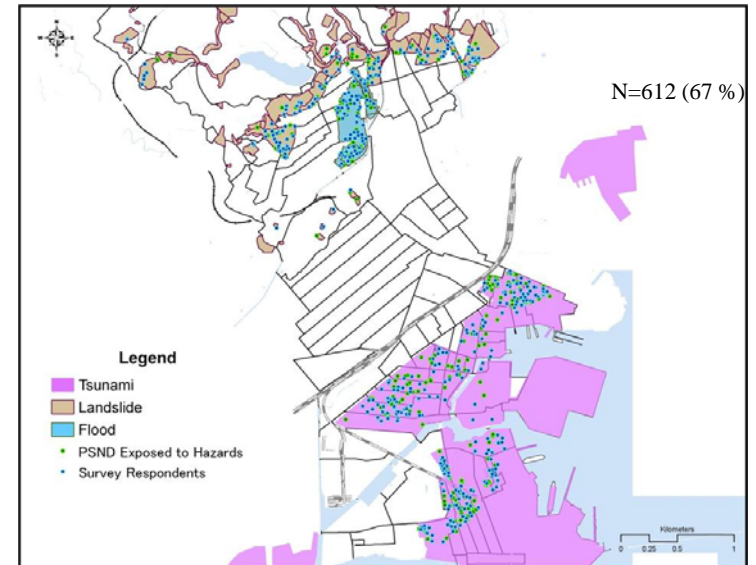 N=612 (67 %)
Legend
Tsunami
Landslide
Flood
PSND Exposed to Hazards
Survey Respondents
Kilometers
0 0.25 0.5 1